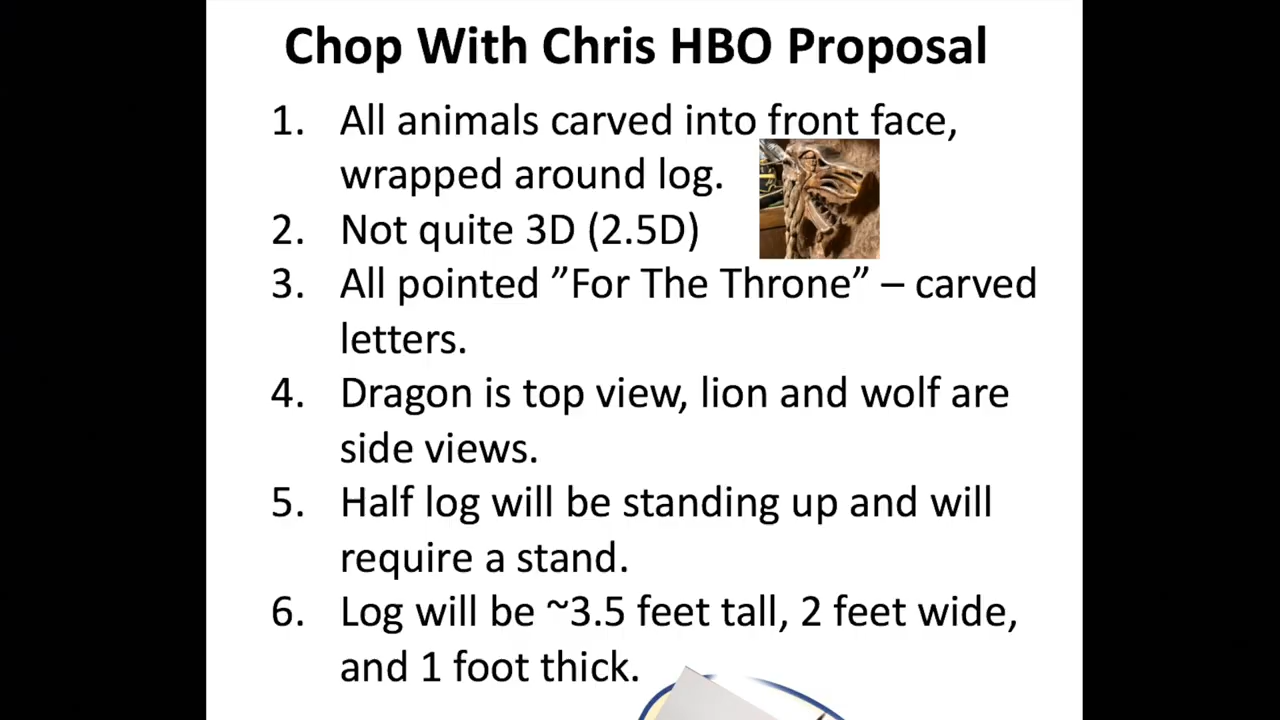 Chop With Chris HBO Proposal
1. All animals carved into front face,
wrapped around log.
2. Not quite 3D (2.5D)
3. All pointed ”For The Throne” – carved
letters.
4. Dragon is top view, lion and wolf are
side views.
5. Half log will be standing up and will
require a stand.
6. Log will be ~3.5 feet tall, 2 feet wide,
and 1 foot thick.